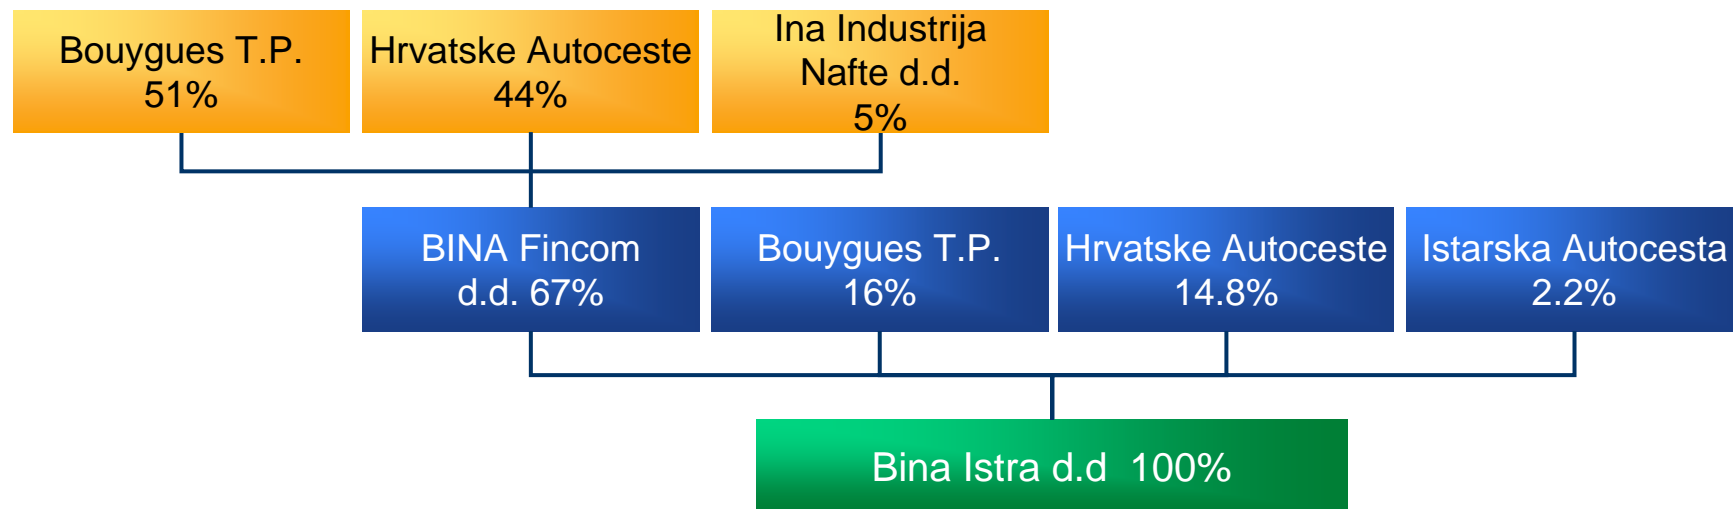 Bouygues T.P.
51%
Hrvatske Autoceste
44%
Ina Industrija
Nafte d.d.
5%
BINA Fincom
d.d. 67%
Bouygues T.P.
16%
Hrvatske Autoceste
14.8%
Istarska Autocesta
2.2%
Bina Istra d.d  100%